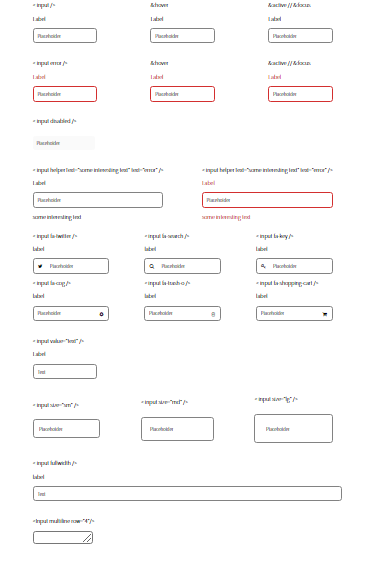 < input />
&:hover
&:active // &:focus
Label
Label
Label
Placeholder
Placeholder
Placeholder
< input error />
&:hover
&:active // &:focus
Label
Label
Label
Placeholder
Placeholder
Placeholder
< input disabled />
Placeholder
< input helper text="some interesting text" text="error" />
< input helper text="some interesting text" text="error" />
Label
Label
Placeholder
Placeholder
some interesting text
some interesting text
< input fa-twitter />
< input fa-search />
< input fa-key />
label
label
label
Placeholder
Placeholder
Placeholder
< input fa-cog />
< input fa-trash-o />
< input fa-shopping-cart />
label
label
label
Placeholder
Placeholder
Placeholder
< input value="text" />
Label
Text
< input size="sm" />
< input size="md" />
< input size="lg" />
Placeholder
Placeholder
Placeholder
< input fullwidth />
label
Text
<input multiline row="4"/>